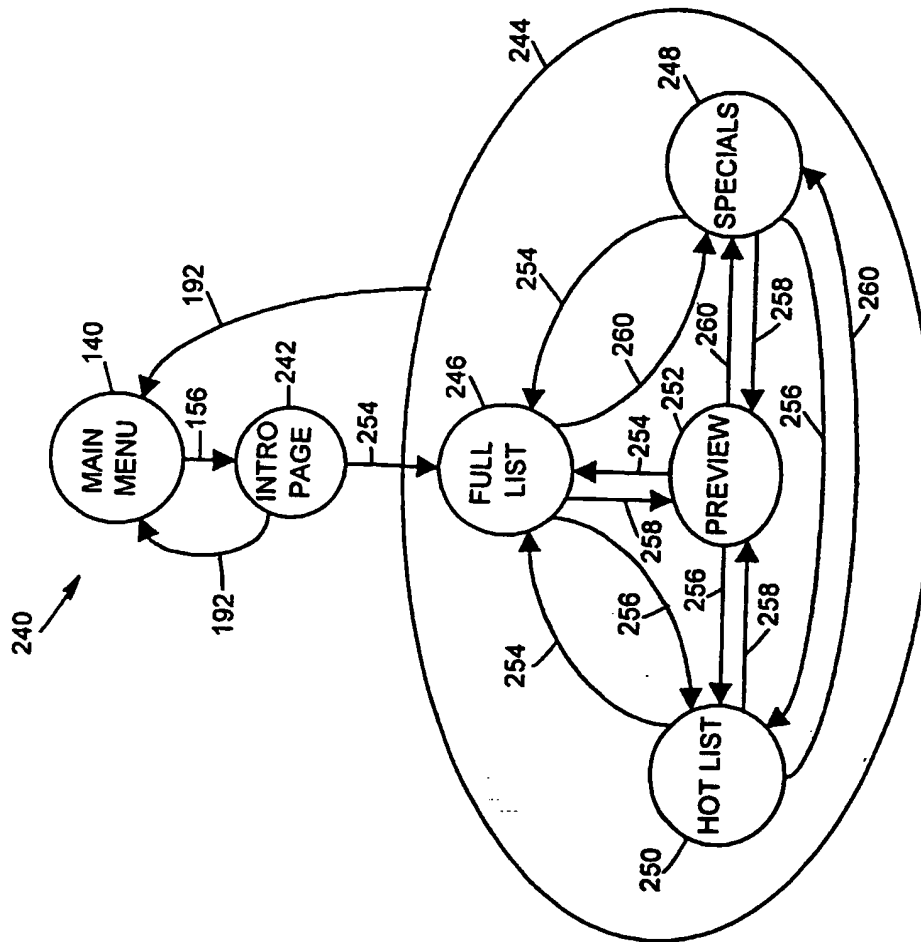 240
192
140
MAIN
MENU
192
156
242
INTRO
PAGE
254
244
246
FULL
LIST
254
254
256
258
254
260
252
248
SPECIALS
260
258
PREVIEW
256
258
250
HOT LIST
256
260